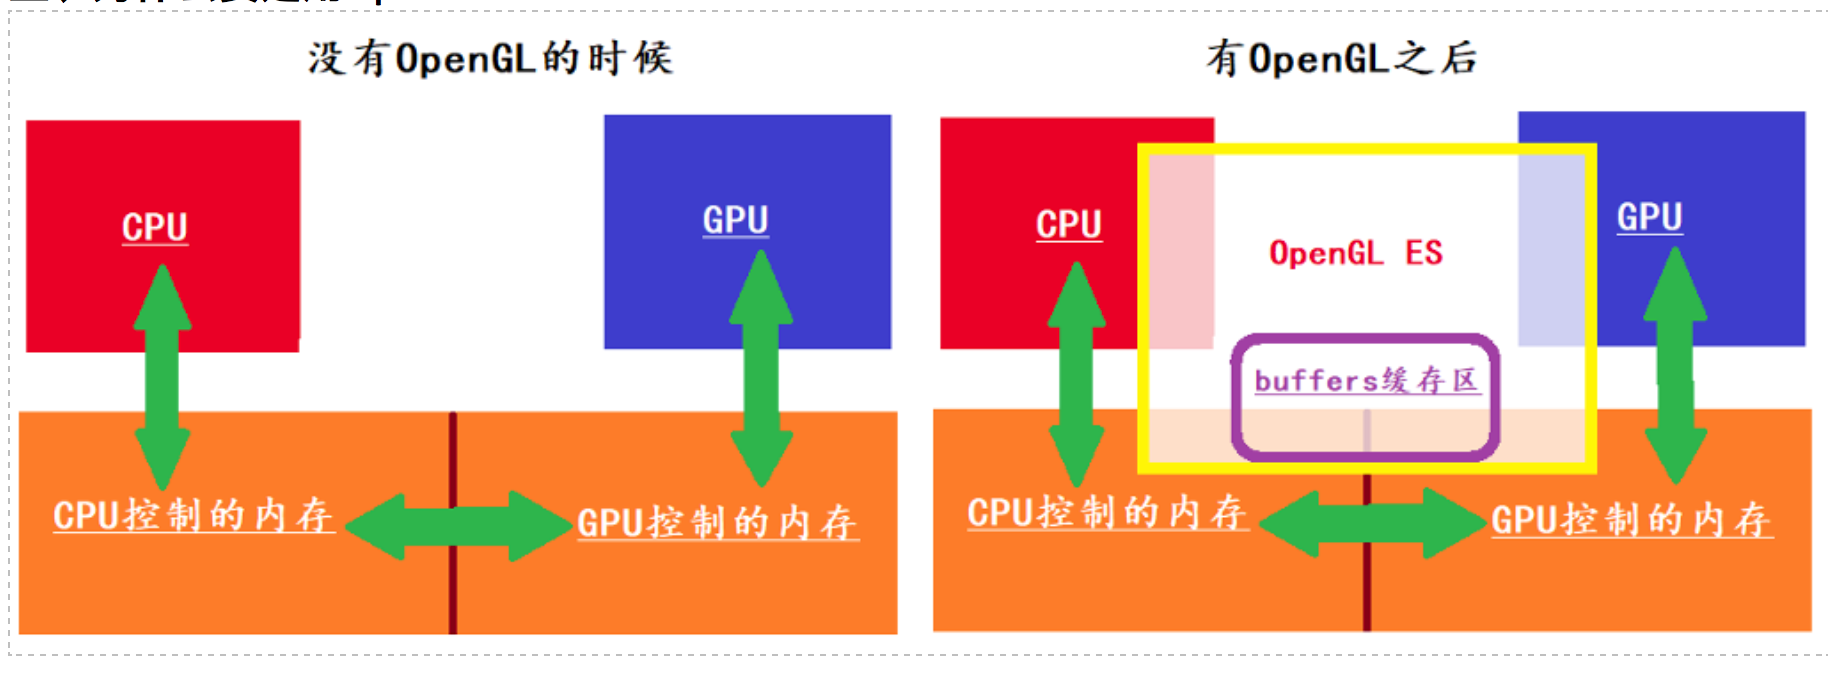 没有OpenGL的时候
CPU
GPU
CPU控制的内存
GPU控制的内存
有OpenGL之后
CPU
OpenGL ES
GPU
buffers缓存区
CPU控制的内存
GPU控制的内存